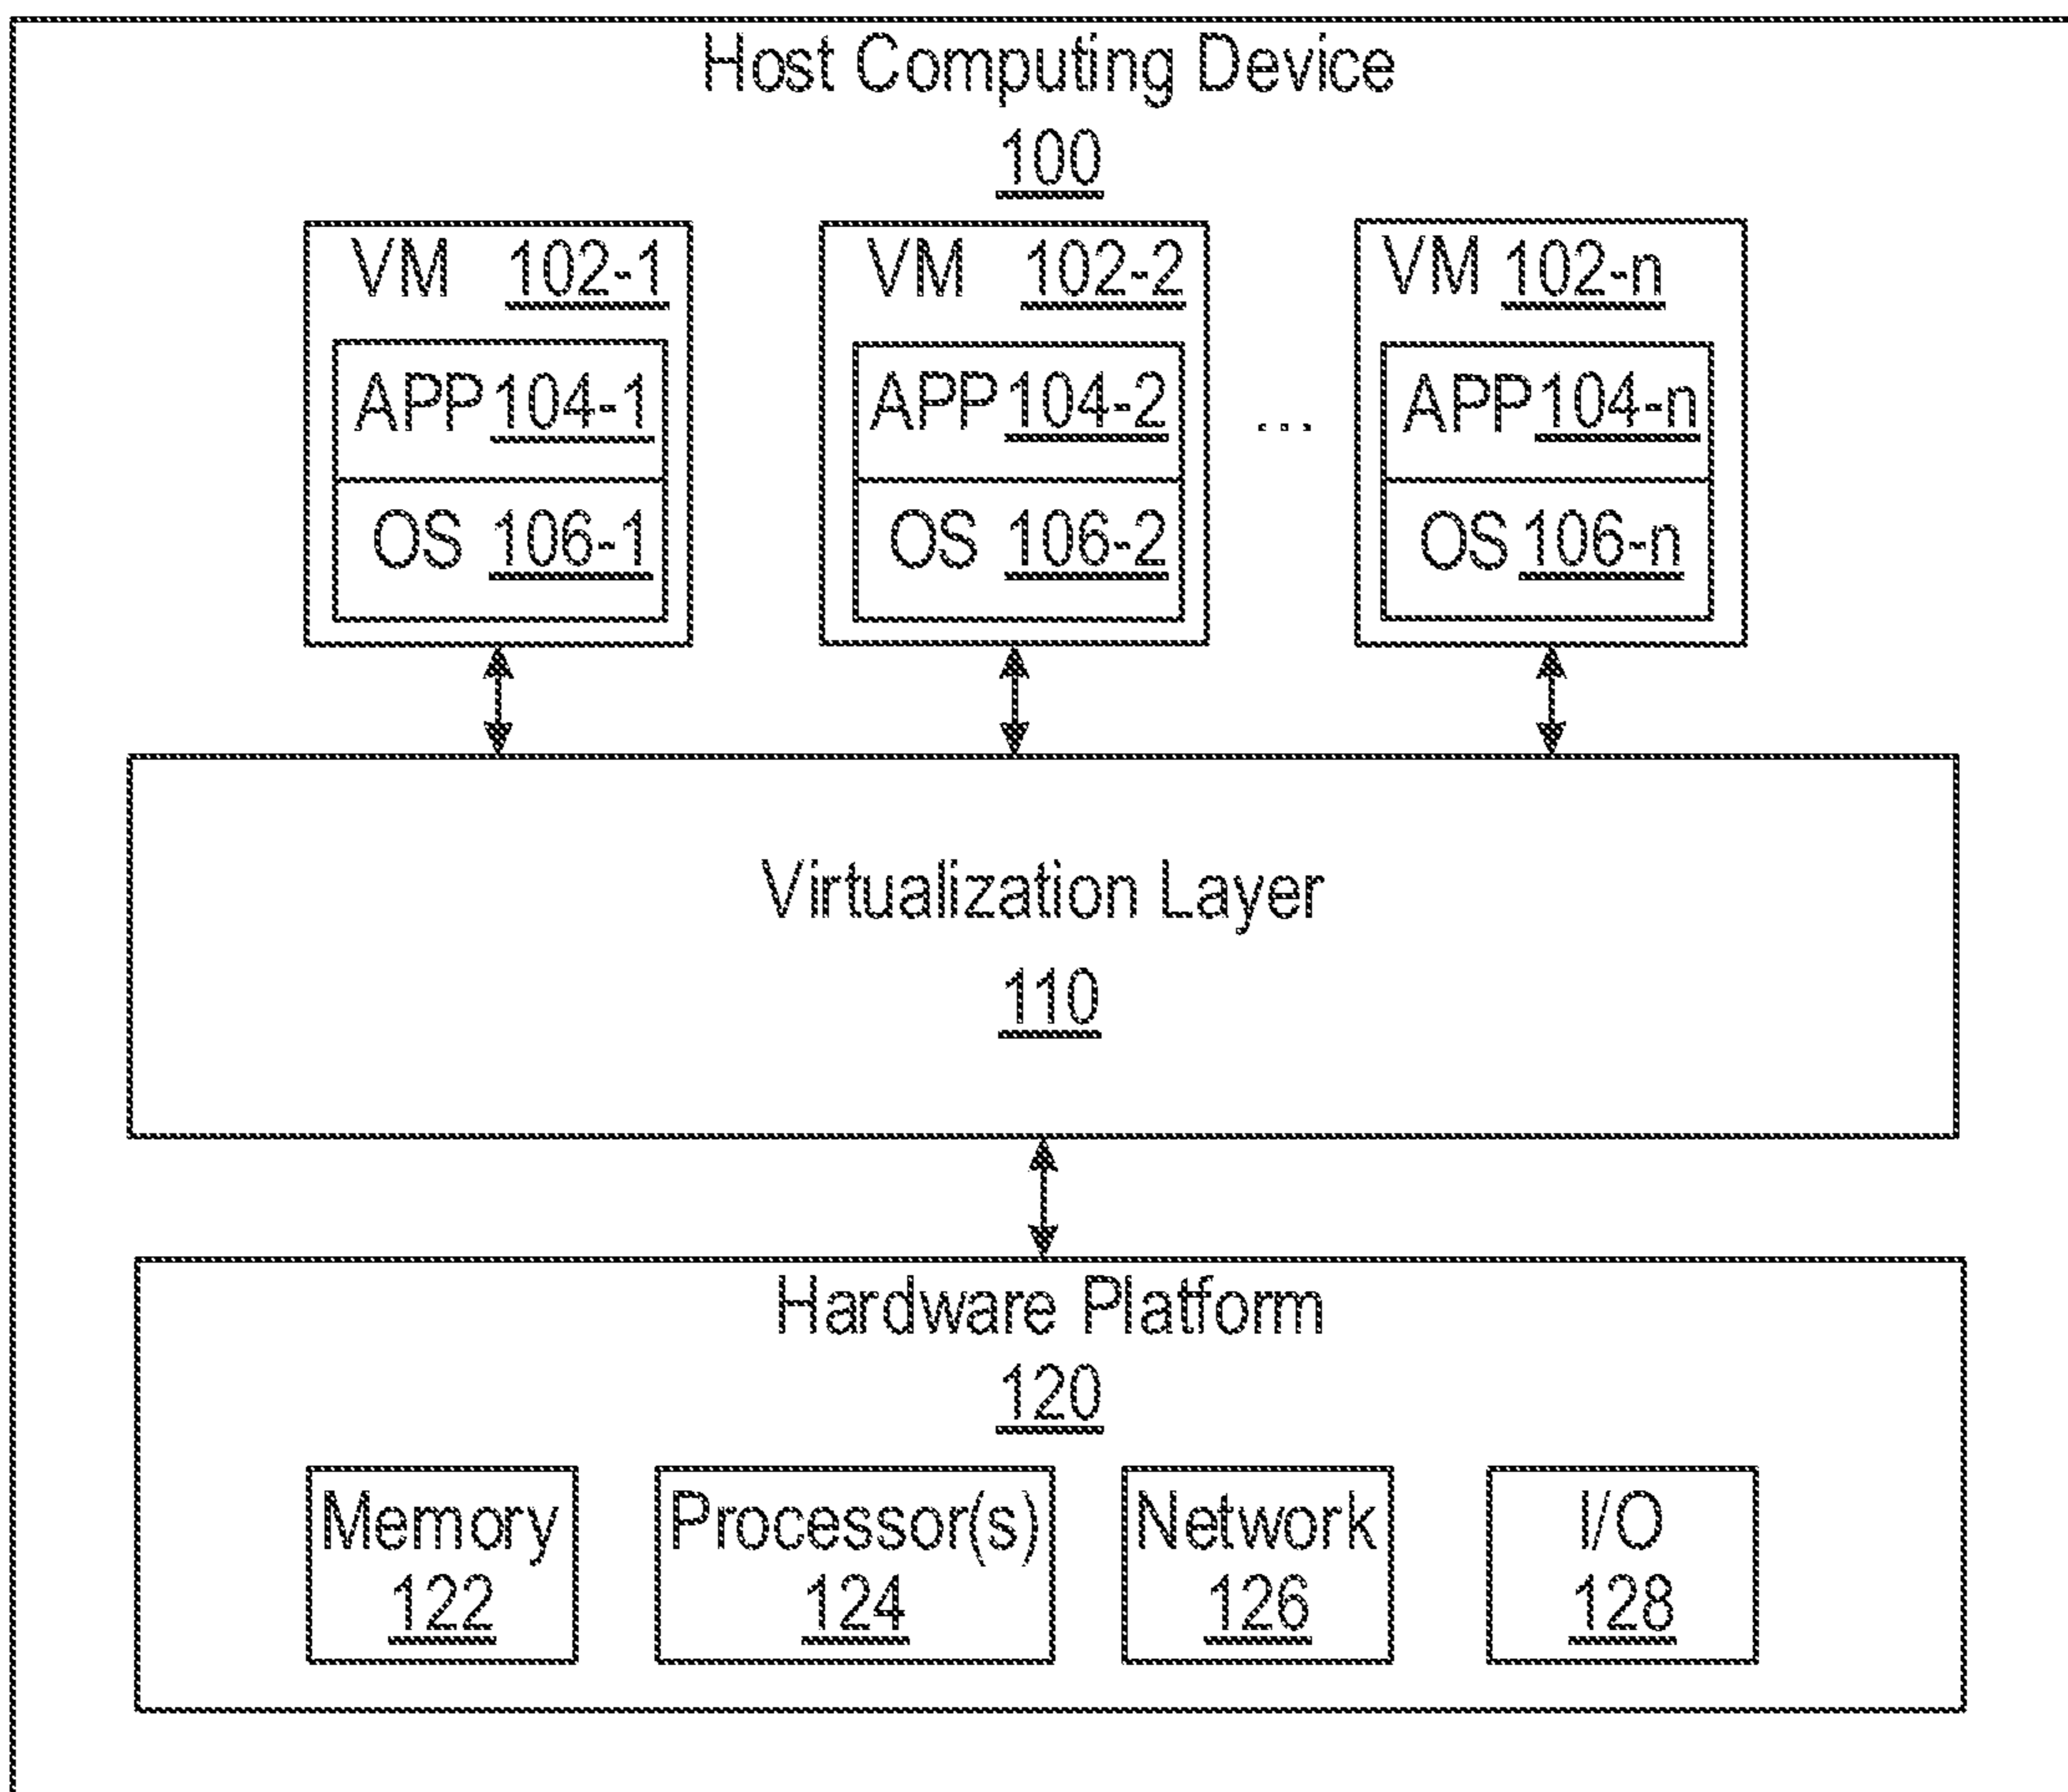 Host Computing Device
100
VM 102-1 VM 102-2 VM 102-n
APP 104-1 APP 104-2 ... APP 104-n
OS 106-1 OS 106-2 OS 106-n
Virtualization Layer
110
Hardware Platform
120
Memory Processor(s) Network I/O
122 124 126 128